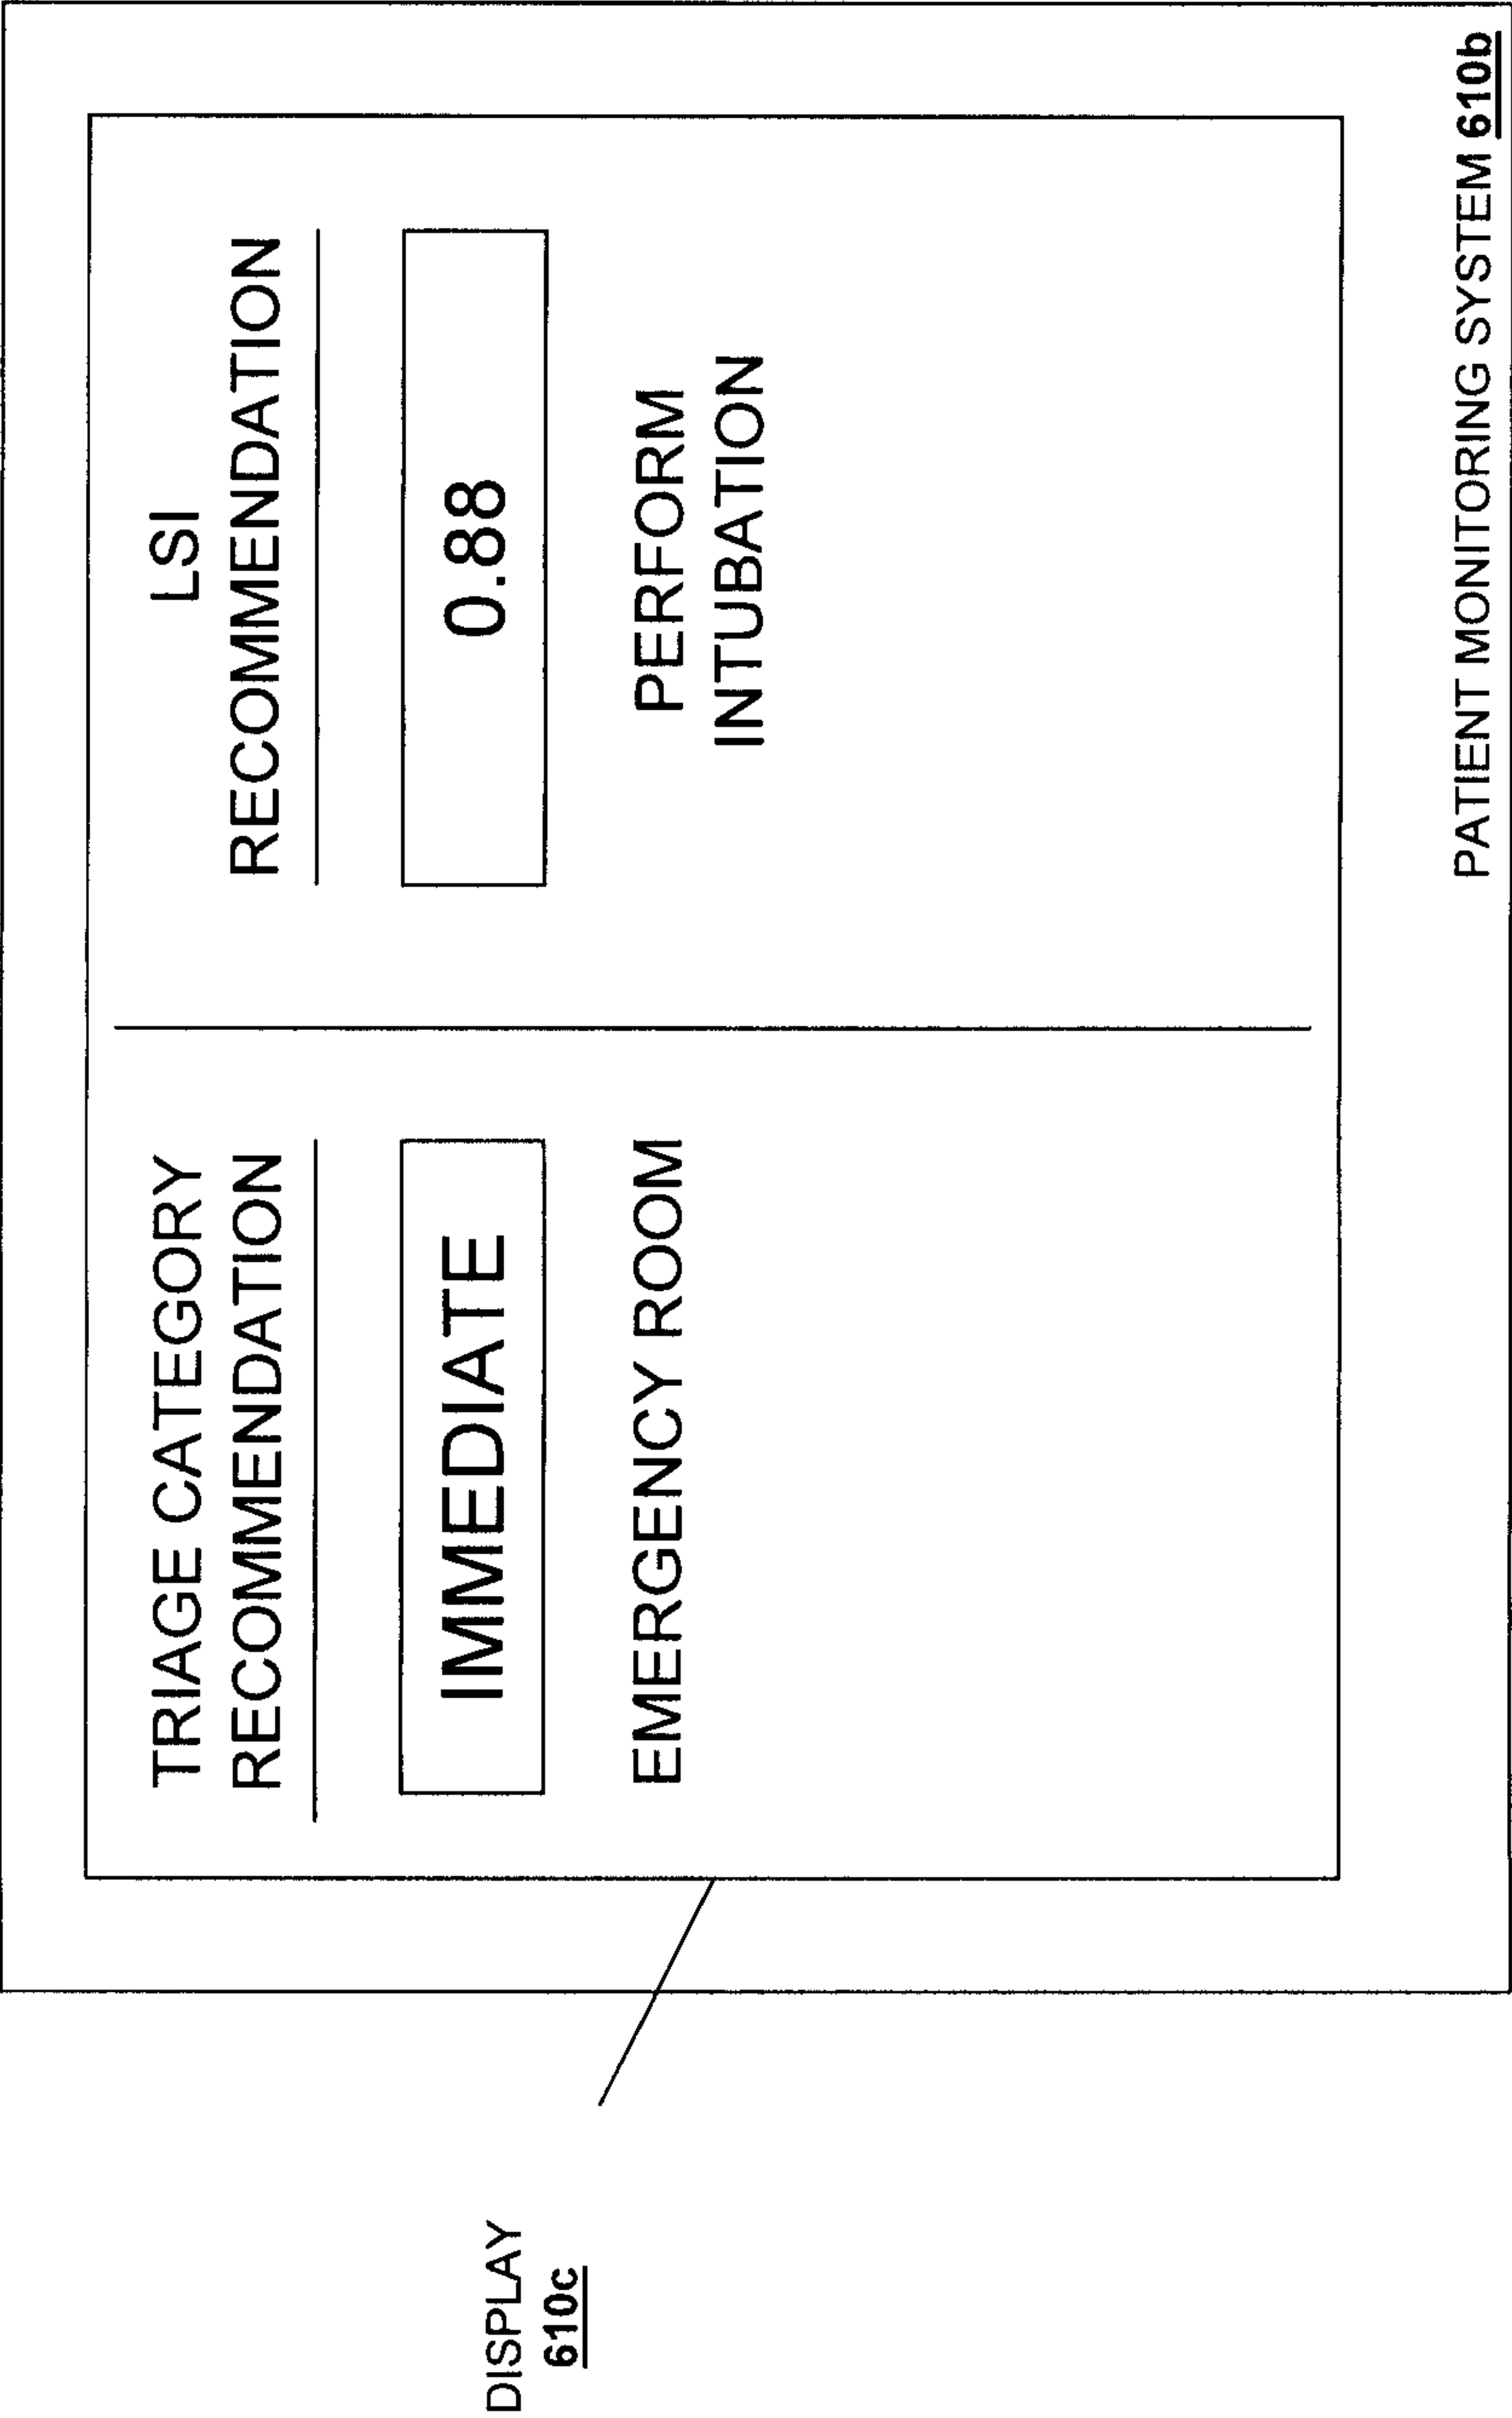 TRIAGE CATEGORY
RECOMMENDATION
IMMEDIATE
EMERGENCY ROOM
LSI
RECOMMENDATION
0.88
PERFORM
INTUBATION
DISPLAY
610c
PATIENT MONITORING SYSTEM 610b